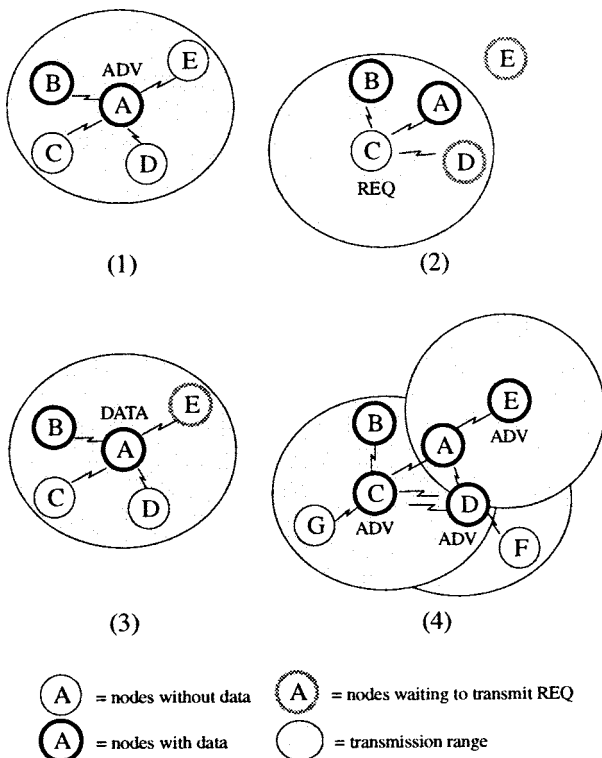 E
ADV
B
A
C
D
(1)
E
B
A
C
D
REQ
(2)
E
DATA
B
A
C
D
(3)
B
E
A
ADV
C
D
G
ADV
ADV
F
(4)
A = nodes without data
A = nodes waiting to transmit REQ
A = nodes with data
= transmission range